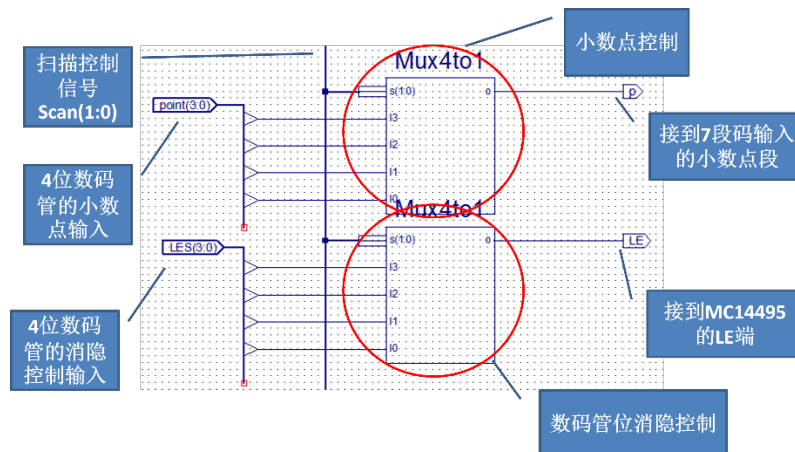 扫描控制
信号
Scan(1:0)
小数点控制
Mux4to1
s(1:0)
o
p
point(3:0)
I3
I2
I1
I0
接到7段码输入
的小数点段
4位数码
管的小数
点输入
Mux4to1
s(1:0)
o
LE
LES(3:0)
I3
I2
I1
I0
接到MC14495
的LE端
4位数码
管的消隐
控制输入
数码管位消隐控制